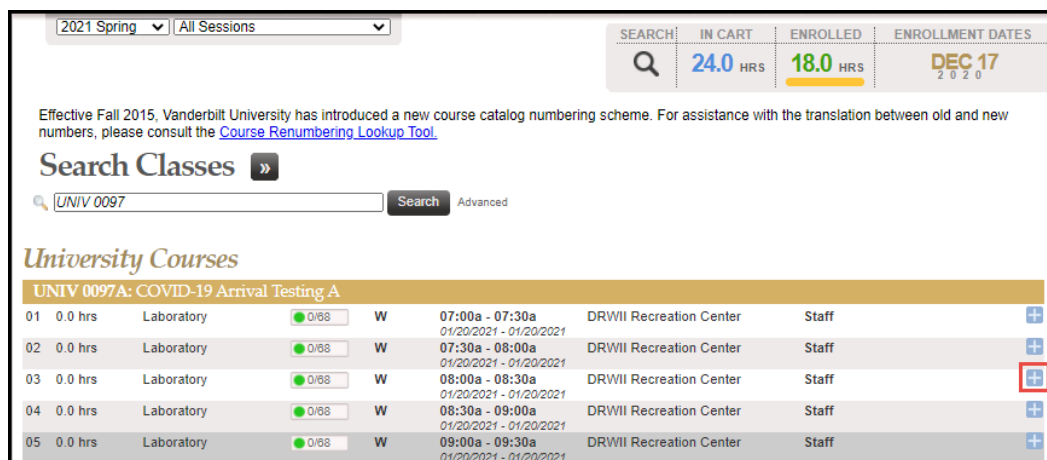 2021 Spring All Sessions
SEARCH IN CART ENROLLED ENROLLMENT DATES
24.0 HRS 18.0 HRS DEC 17
2020
Effective Fall 2015, Vanderbilt University has introduced a new course catalog numbering scheme. For assistance with the translation between old and new
numbers, please consult the Course Renumbering Lookup Tool.
Search Classes »
UNIV 0097 Search Advanced
University Courses
UNIV 0097A: COVID-19 Arrival Testing A
01 0.0 hrs Laboratory 0/68 W 07:00a - 07:30a DRWII Recreation Center Staff
01/20/2021 - 01/20/2021
02 0.0 hrs Laboratory 0/68 W 07:30a - 08:00a DRWII Recreation Center Staff
01/20/2021 - 01/20/2021
03 0.0 hrs Laboratory 0/68 W 08:00a - 08:30a DRWII Recreation Center Staff
01/20/2021 - 01/20/2021
04 0.0 hrs Laboratory 0/68 W 08:30a - 09:00a DRWII Recreation Center Staff
01/20/2021 - 01/20/2021
05 0.0 hrs Laboratory 0/68 W 09:00a - 09:30a DRWII Recreation Center Staff
01/20/2021 - 01/20/2021